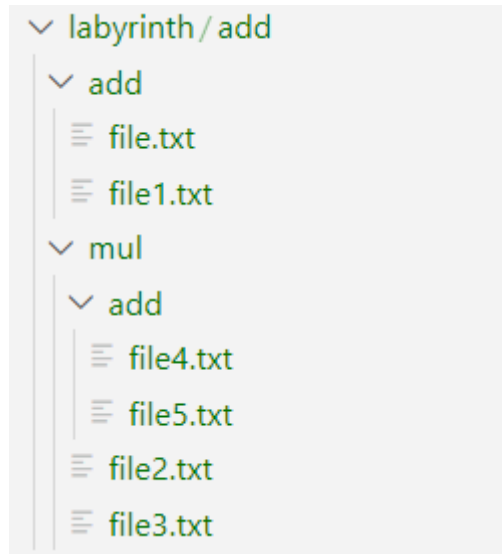 labyrinth / add
add
file.txt
file1.txt
mul
add
file4.txt
file5.txt
file2.txt
file3.txt